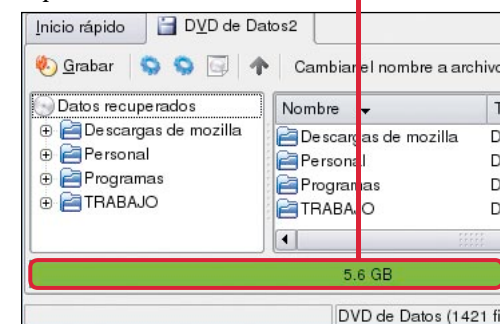 Inicio rápido DVD de Datos2
Grabar Cambiar el nombre a archivo
Datos recuperados
Descargas de mozilla
Personal
Programas
TRABAJO
Nombre T
Descargas de mozilla D
Personal D
Programas D
TRABAJO D
5.6 GB
DVD de Datos (1421 fi